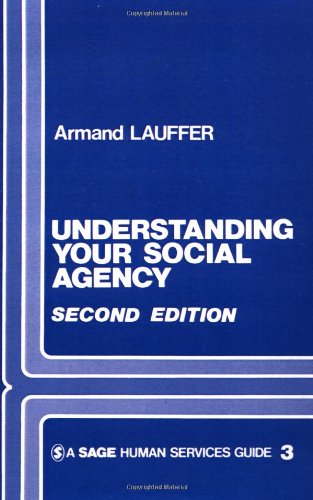 Copyrighted Material
Armand LAUFFER
UNDERSTANDING
YOUR SOCIAL
AGENCY
SECOND EDITION
S A SAGE HUMAN SERVICES GUIDE 3
Copyrighted Material